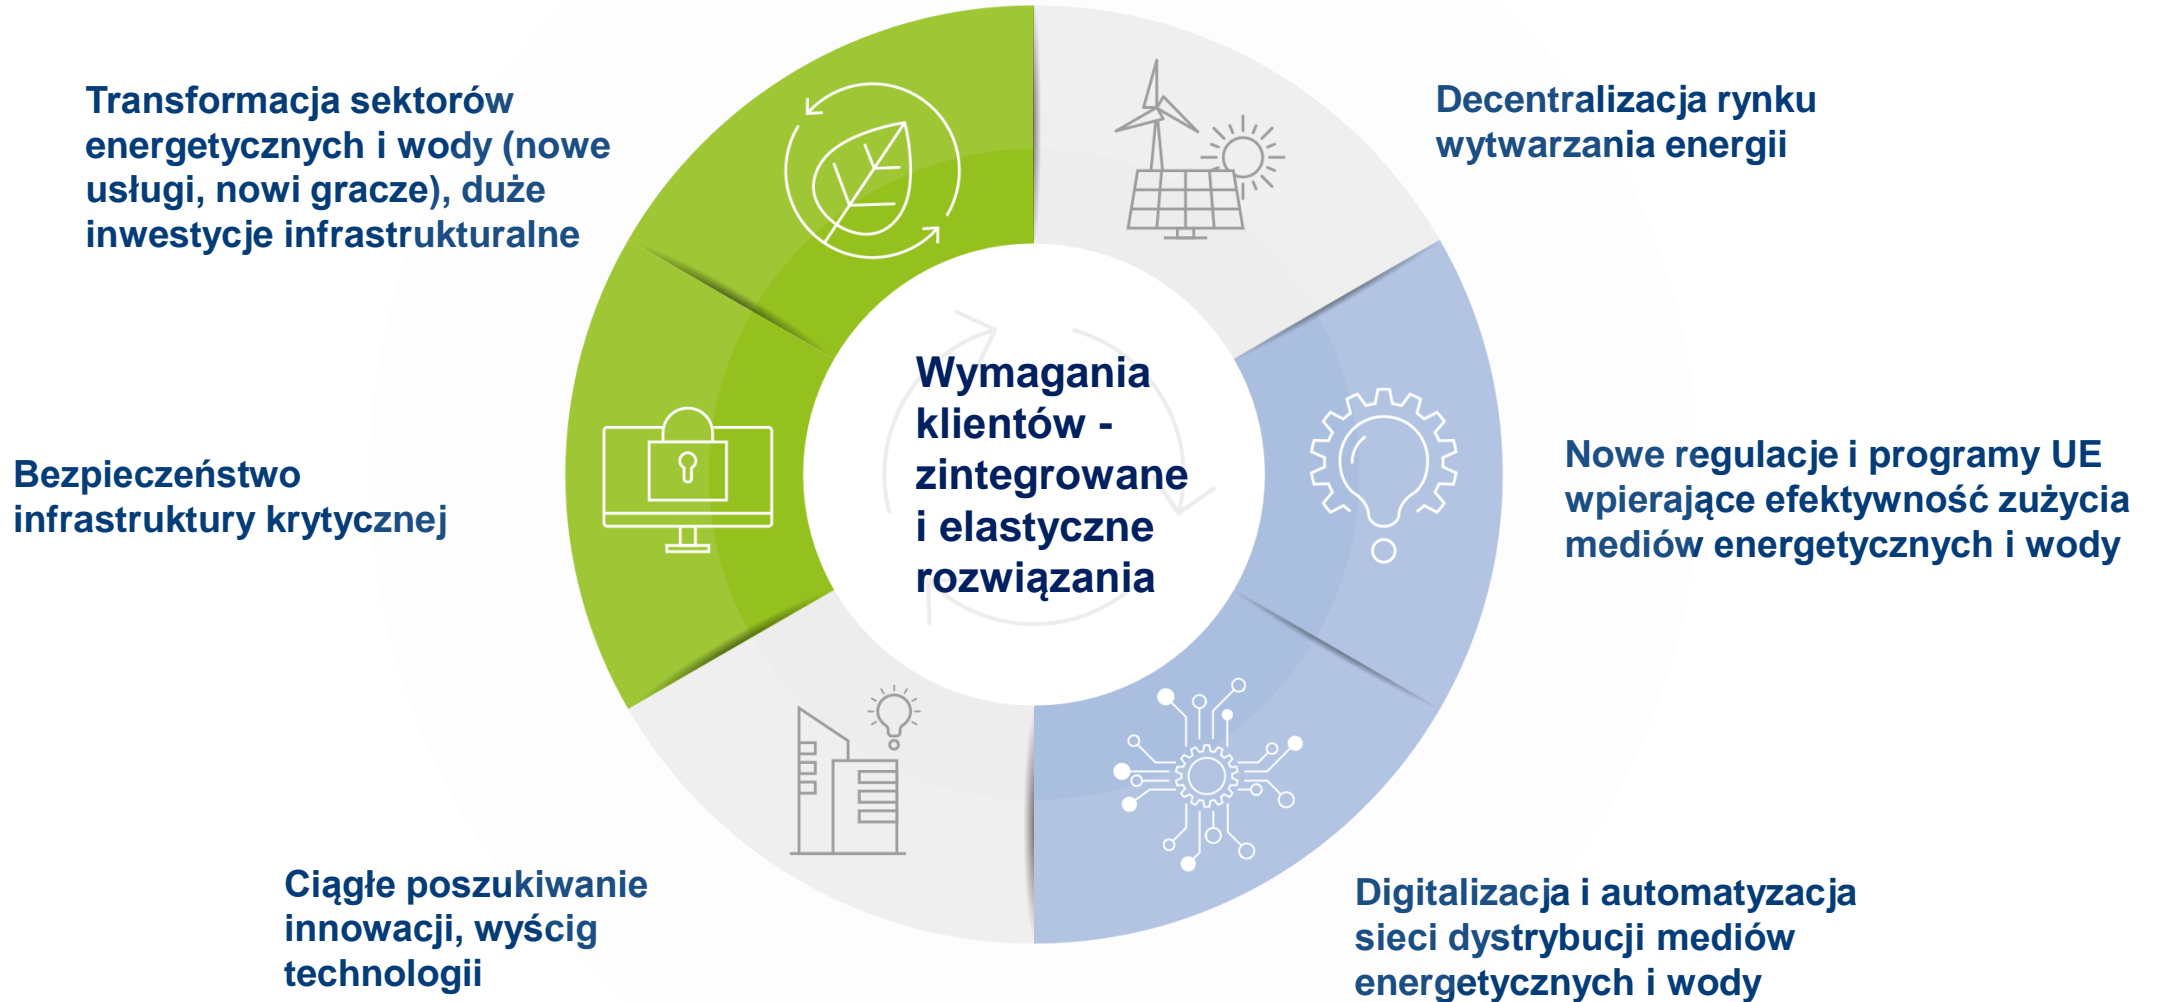 Transformacja sektorów
energetycznych i wody (nowe
usługi, nowi gracze), duże
inwestycje infrastrukturalne
Decentralizacja rynku
wytwarzania energii
Bezpieczeństwo
infrastruktury krytycznej
Wymagania
klientów -
zintegrowane
i elastyczne
rozwiązania
Nowe regulacje i programy UE
wpierające efektywność zużycia
mediów energetycznych i wody
Ciągłe poszukiwanie
innowacji, wyścig
technologii
Digitalizacja i automatyzacja
sieci dystrybucji mediów
energetycznych i wody